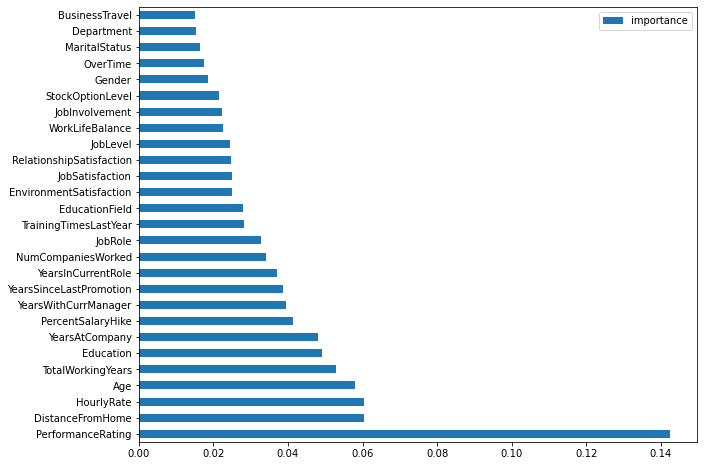 importance
BusinessTravel
Department
MaritalStatus
OverTime
Gender
StockOptionLevel
JobInvolvement
WorkLifeBalance
JobLevel
RelationshipSatisfaction
JobSatisfaction
EnvironmentSatisfaction
EducationField
TrainingTimesLastYear
JobRole
NumCompaniesWorked
YearsInCurrentRole
YearsSinceLastPromotion
YearsWithCurrManager
PercentSalaryHike
YearsAtCompany
Education
TotalWorkingYears
Age
HourlyRate
DistanceFromHome
PerformanceRating
0.00 0.02 0.04 0.06 0.08 0.10 0.12 0.14